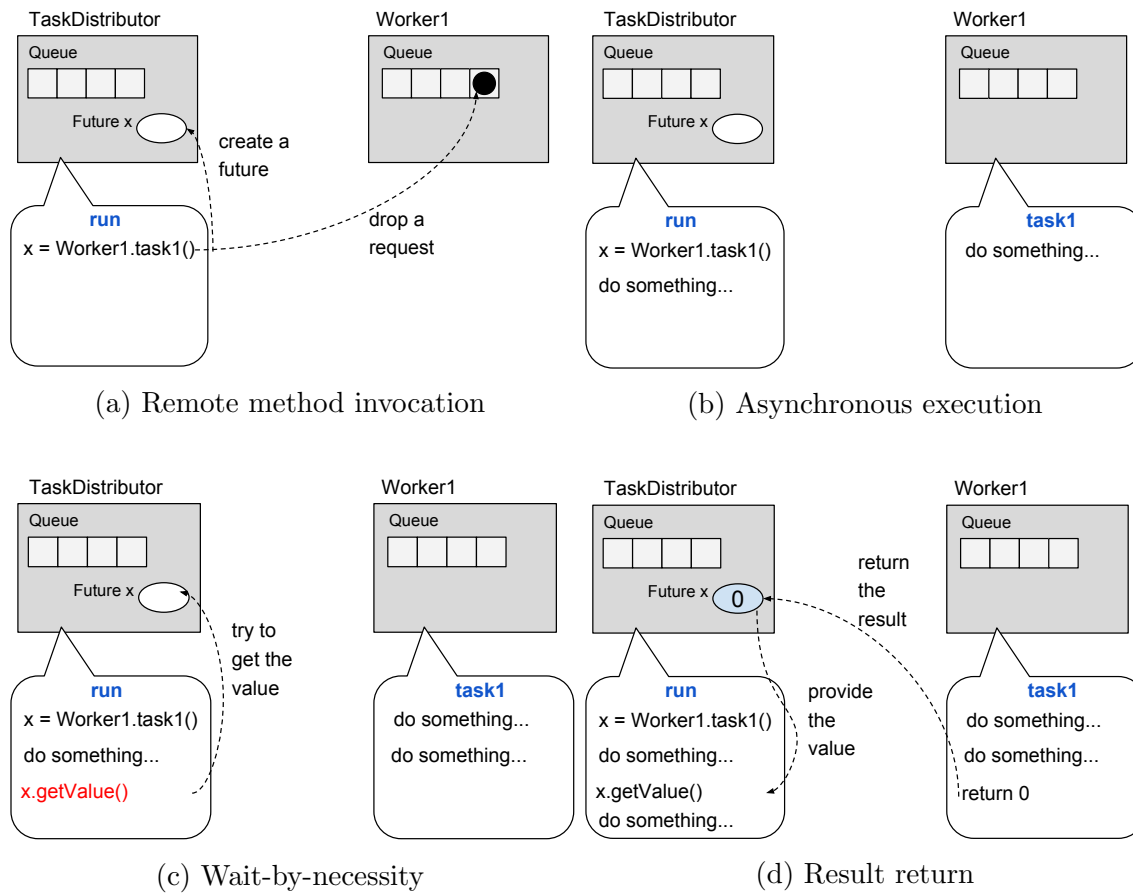 TaskDistributor
Queue
Future x
create a
future
run
x = Worker1.task1()
Worker1
drop a
request
(a) Remote method invocation
TaskDistributor
Queue
Future x
run
x = Worker1.task1()
do something...
Worker1
task1
do something...
(b) Asynchronous execution
TaskDistributor
Queue
Future x
try to
get the
value
run
x = Worker1.task1()
do something...
x.getValue()
Worker1
Queue
task1
do something...
do something...
(c) Wait-by-necessity
TaskDistributor
Queue
Future x
0
return
the
result
provide
the
value
run
x = Worker1.task1()
do something...
x.getValue()
do something...
Worker1
Queue
task1
do something...
do something...
return 0
(d) Result return